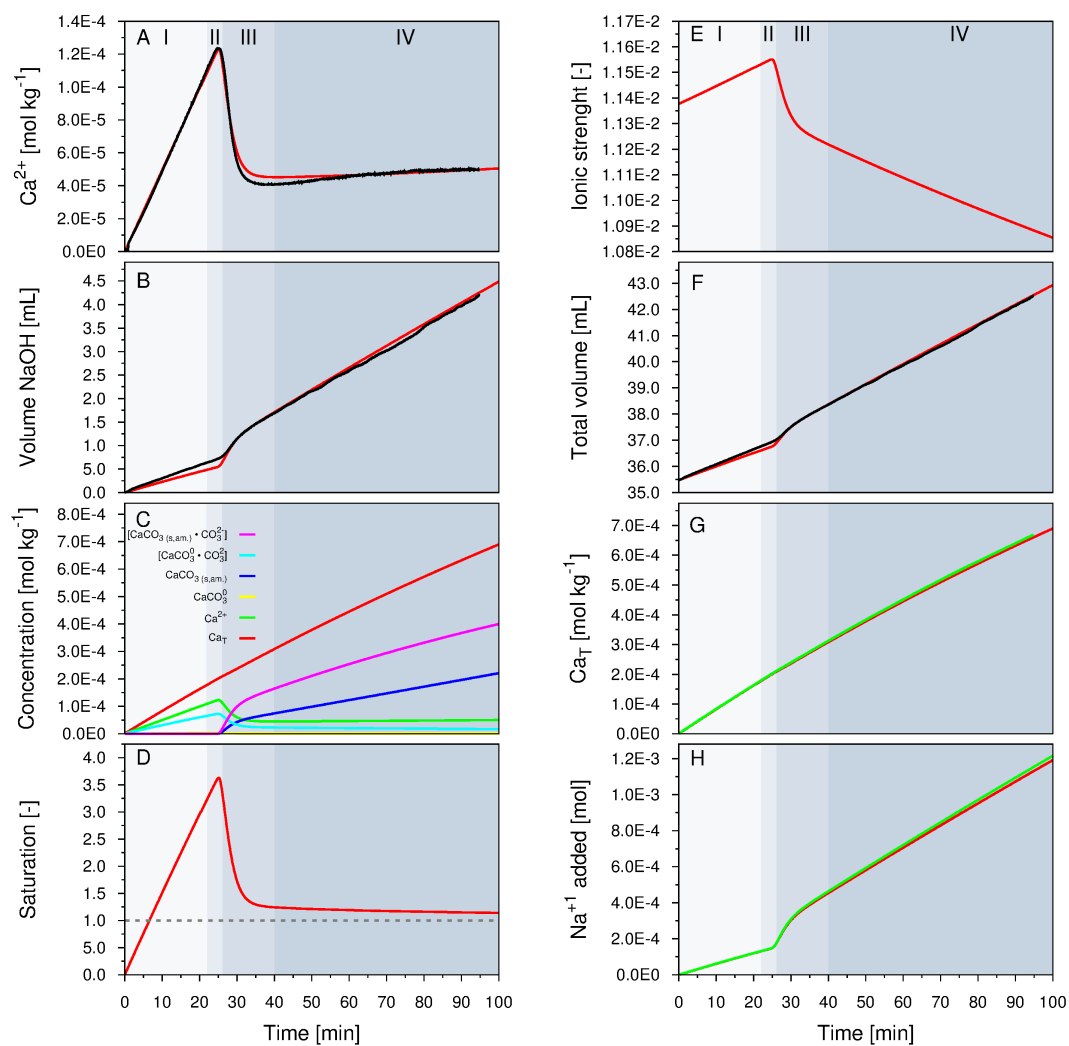 A I II III IV
1.4E-4
1.2E-4
1.0E-4
8.0E-5
6.0E-5
4.0E-5
2.0E-5
0.0E0
Ca²⁺ [mol kg⁻¹]
B
4.5
4.0
3.5
3.0
2.5
2.0
1.5
1.0
5.0
0.0
Volume NaOH [mL]
C
8.0E-4
7.0E-4
6.0E-4
5.0E-4
4.0E-4
3.0E-4
2.0E-4
1.0E-4
0.0E0
Concentration [mol kg⁻¹]
[CaCO₃ (s,am.) • CO₃²⁻]
[CaCO₃⁰ • CO₃²⁻]
CaCO₃ (s,am.)
CaCO₃⁰
Ca²⁺
Ca_T
D
4.0
3.5
3.0
2.5
1.5
1.0
1.0
0.5
0.0
Saturation [-]
0 10 20 30 40 50 60 70 80 90 100
Time [min]
E I II III IV
1.17E-2
1.16E-2
1.15E-2
1.14E-2
1.13E-2
1.12E-2
1.11E-2
1.10E-2
1.09E-2
1.08E-2
Ionic strenght [-]
F
43.0
42.0
41.0
40.0
39.0
38.0
37.0
36.0
35.0
Total volume [mL]
G
7.0E-4
6.0E-4
5.0E-4
4.0E-4
3.0E-4
2.0E-4
1.0E-4
0.0E0
Ca_T [mol kg⁻¹]
H
1.2E-3
1.0E-3
8.0E-4
6.0E-4
4.0E-4
2.0E-4
0.0E0
Na⁺¹ added [mol]
0 10 20 30 40 50 60 70 80 90 100
Time [min]